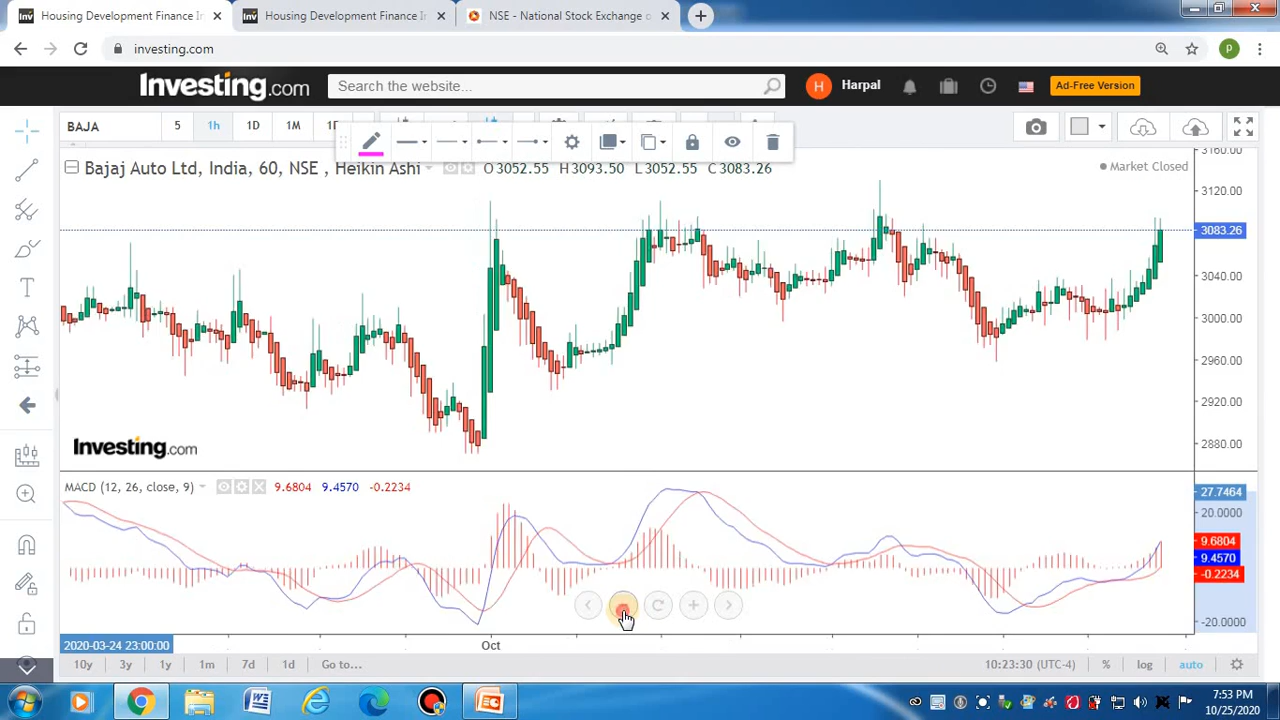 Housing Development Finance I
Housing Development Finance I
NSE - National Stock Exchange o
investing.com
P
Investing.com
Search the website...
H
Harpal
Ad-Free Version
BAJA
5
1h
1D
1M
Bajaj Auto Ltd, India, 60, NSE , Heikin Ashi
O 3052.55 H 3093.50 L 3052.55 C 3083.26
Market Closed
3160.00
3120.00
3083.26
3040.00
3000.00
2960.00
2920.00
2880.00
Investing.com
MACD (12, 26, close, 9)
9.6804 9.4570 -0.2234
27.7464
20.0000
9.6804
9.4570
-0.2234
-20.0000
2020-03-24 23:00:00
Oct
10y 3y 1y 1m 7d 1d Go to...
10:23:30 (UTC-4) % log auto
7:53 PM
10/25/2020